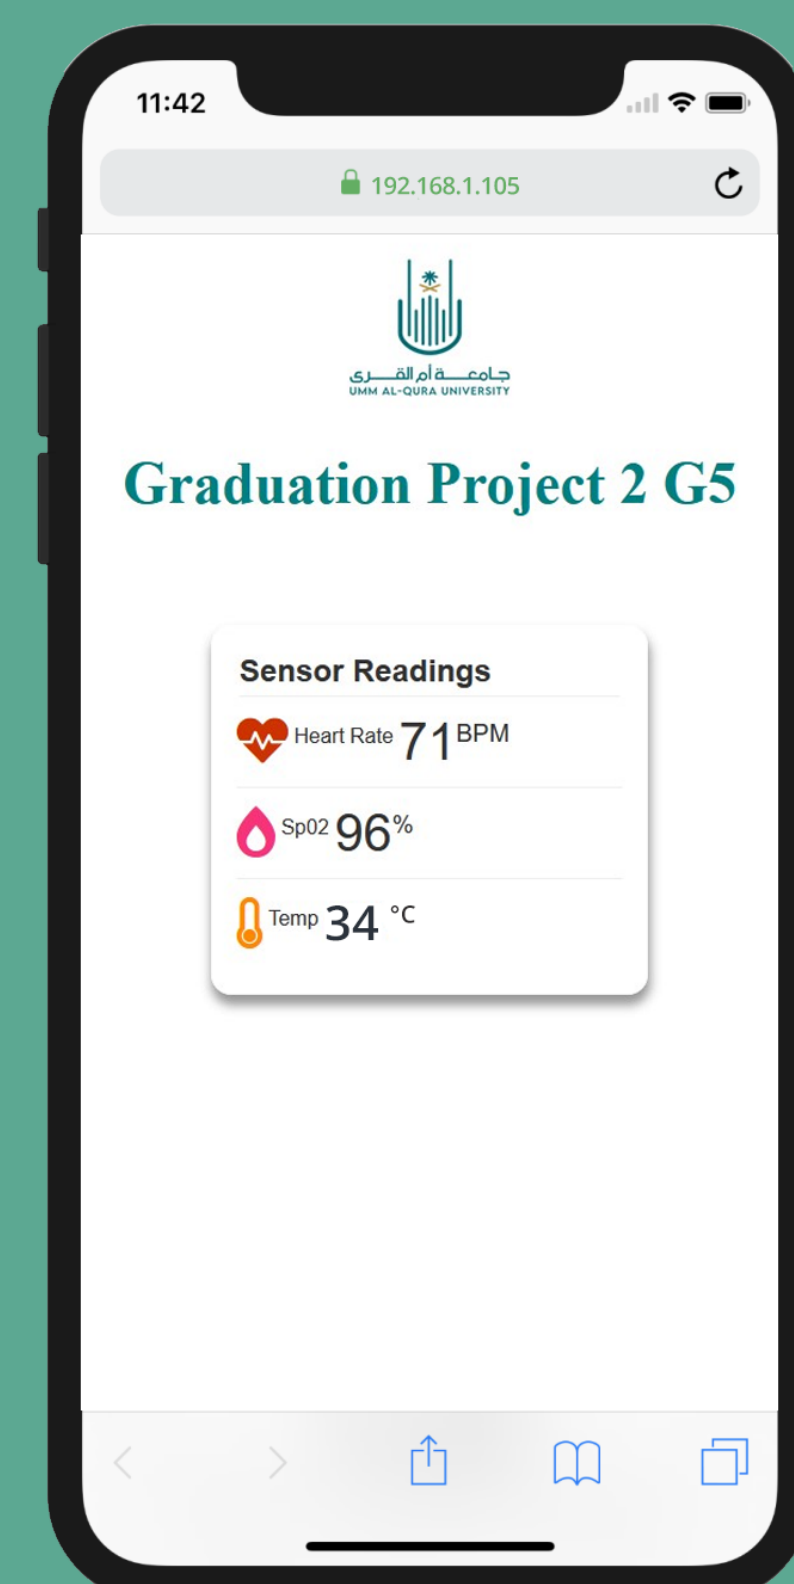 11:42
192.168.1.105
جامعة أم القرى
UMM AL-QURA UNIVERSITY
Graduation Project 2 G5
Sensor Readings
Heart Rate 71 BPM
Sp02 96 %
Temp 34 °C